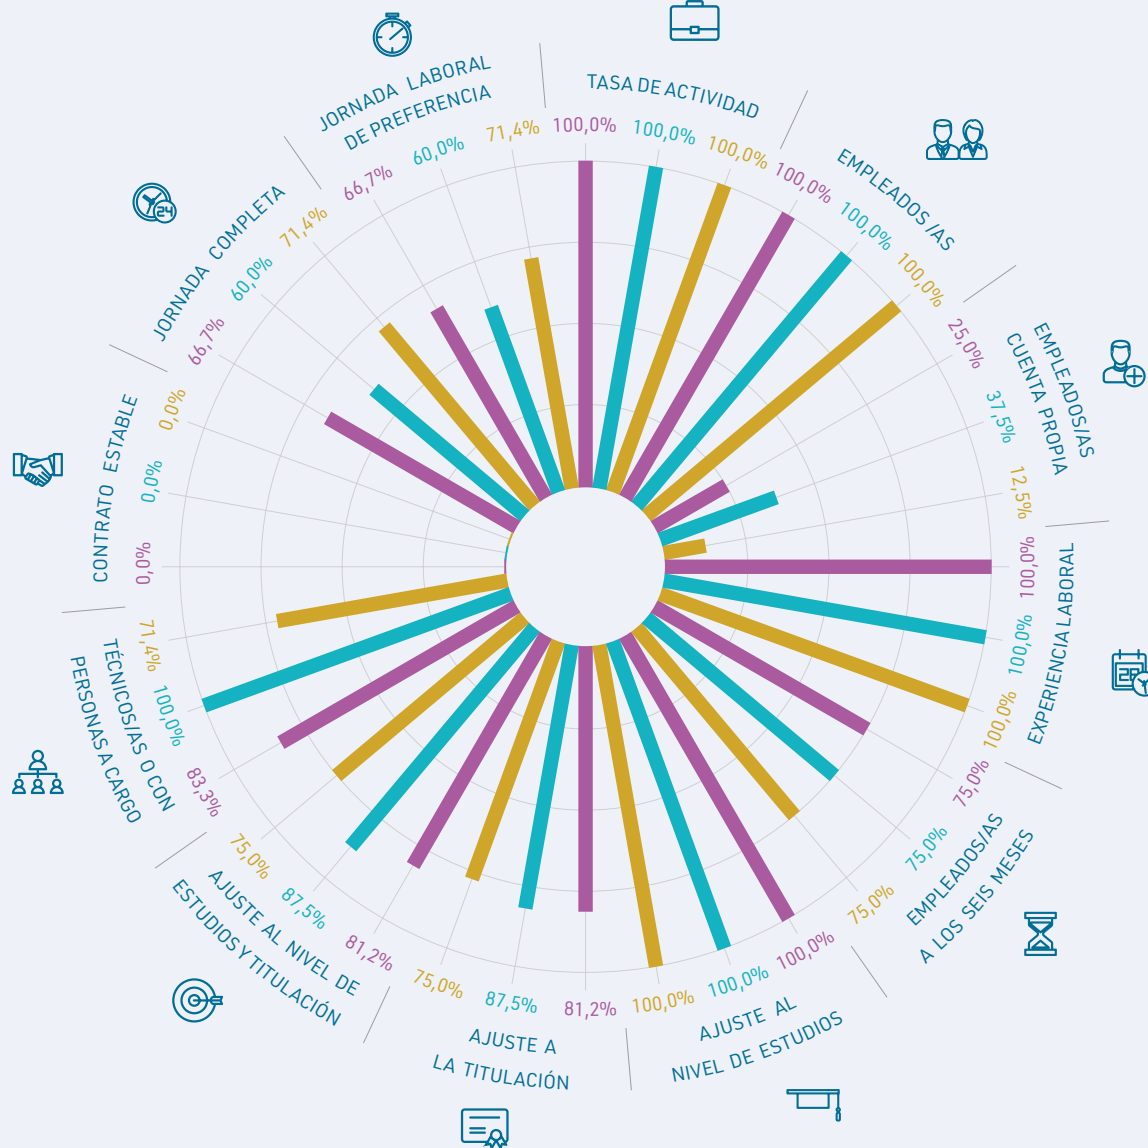 TASA DE ACTIVIDAD
100,0%
100,0%
100,0%
EMPLEADOS/AS
100,0%
100,0%
100,0%
EMPLEADOS/AS
CUENTA PROPIA
25,0%
37,5%
12,5%
EXPERIENCIA LABORAL
100,0%
100,0%
100,0%
EMPLEADOS/AS
A LOS SEIS MESES
75,0%
75,0%
75,0%
AJUSTE AL
NIVEL DE ESTUDIOS
100,0%
100,0%
100,0%
AJUSTE A
LA TITULACIÓN
81,2%
87,5%
75,0%
AJUSTE AL NIVEL DE
ESTUDIOS Y TITULACIÓN
81,2%
87,5%
75,0%
TÉCNICOS/AS O CON
PERSONAS A CARGO
83,3%
100,0%
71,4%
CONTRATO ESTABLE
0,0%
0,0%
0,0%
JORNADA COMPLETA
66,7%
60,0%
71,4%
JORNADA LABORAL
DE PREFERENCIA
66,7%
60,0%
71,4%
24